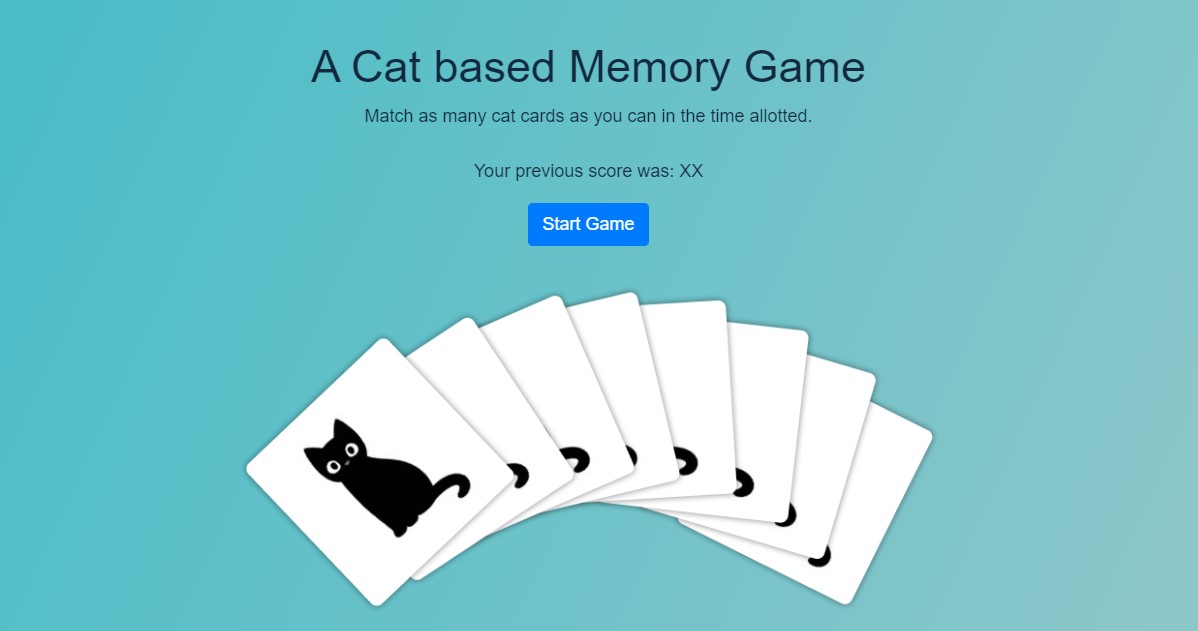 A Cat based Memory Game
Match as many cat cards as you can in the time allotted.
Your previous score was: XX
Start Game